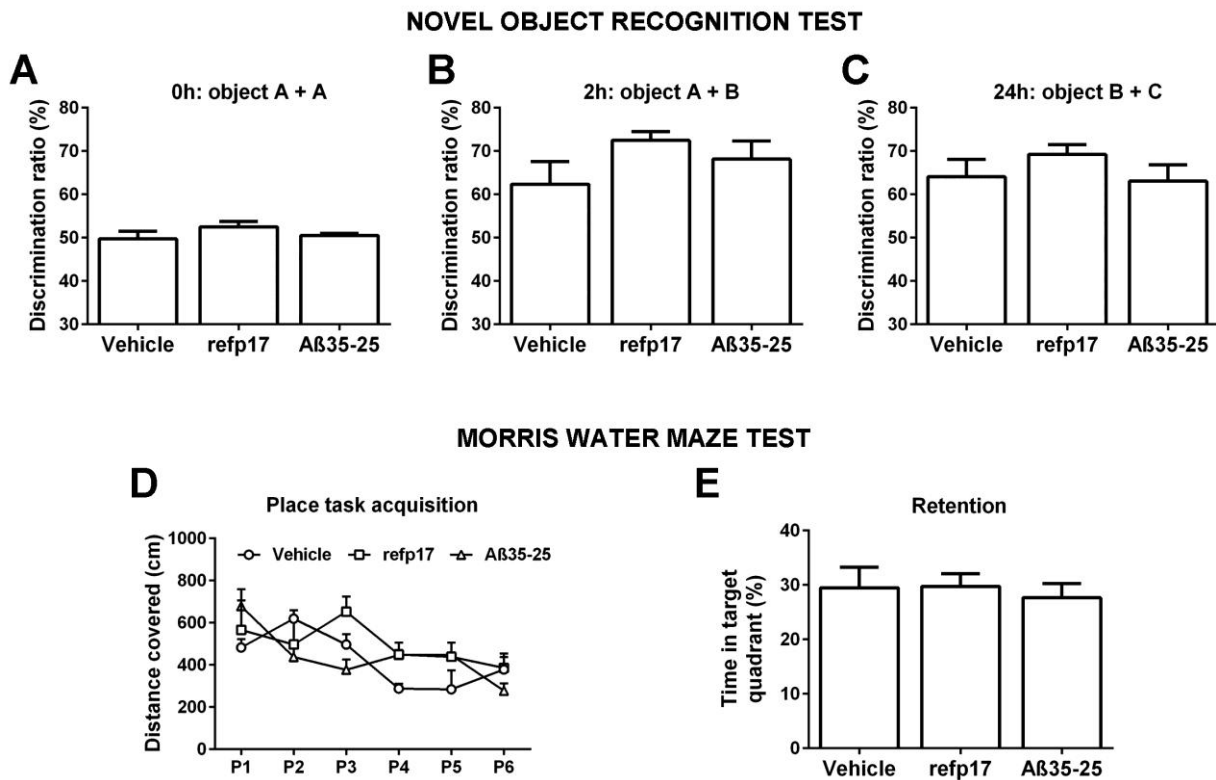 NOVEL OBJECT RECOGNITION TEST
A
0h: object A + A
Discrimination ratio (%)
80
70
60
50
40
30
Vehicle refp17 Aß35-25
B
2h: object A + B
Discrimination ratio (%)
80
70
60
50
40
30
Vehicle refp17 Aß35-25
C
24h: object B + C
Discrimination ratio (%)
80
70
60
50
40
30
Vehicle refp17 Aß35-25
MORRIS WATER MAZE TEST
D
Place task acquisition
Distance covered (cm)
1000
800
600
400
200
0
Vehicle refp17 Aß35-25
P1 P2 P3 P4 P5 P6
E
Retention
Time in target
quadrant (%)
40
30
20
10
0
Vehicle refp17 Aß35-25